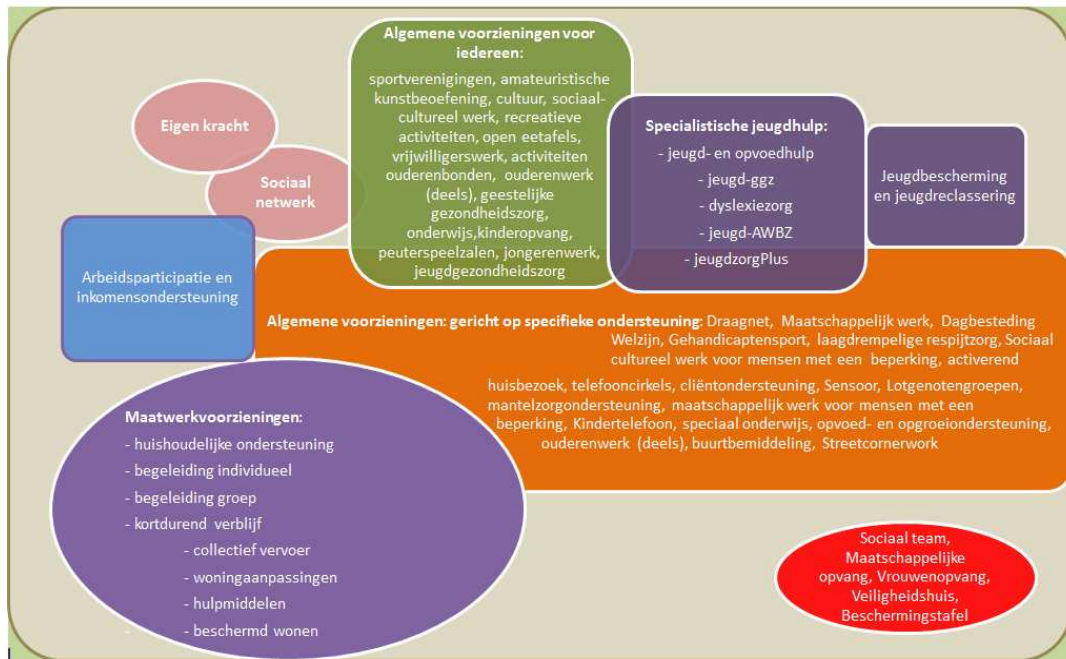 Algemene voorzieningen voor
iedereen:
sportverenigingen, amateuristische
kunstbeoefening, cultuur, sociaal-
cultureel werk, recreatieve
activiteiten, open eetafels,
vrijwilligerswerk, activiteiten
ouderenbonden, ouderenwerk
(deels), geestelijke
gezondheidszorg,
onderwijs,kinderopvang,
peuterspeelzalen, jongerenwerk,
jeugdgezondheidszorg
Eigen kracht
Sociaal
netwerk
Specialistische jeugdhulp:
- jeugd- en opvoedhulp
- jeugd-ggz
- dyslexiezorg
- jeugd-AWBZ
- jeugdzorgPlus
Jeugdbescherming
en jeugdreclassering
Arbeidsparticipatie en
inkomensondersteuning
Algemene voorzieningen: gericht op specifieke ondersteuning: Draagnet, Maatschappelijk werk, Dagbesteding
Welzijn, Gehandicaptensport, laagdrempelige respijtzorg, Sociaal
cultureel werk voor mensen met een beperking, activerend
huisbezoek, telefooncirkels, cliëntondersteuning, Sensoor, Lotgenotengroepen,
mantelzorgondersteuning, maatschappelijk werk voor mensen met een
beperking, Kindertelefoon, speciaal onderwijs, opvoed- en opgroeiondersteuning,
ouderenwerk (deels), buurtbemiddeling, Streetcornerwork
Maatwerkvoorzieningen:
- huishoudelijke ondersteuning
- begeleiding individueel
- begeleiding groep
- kortdurend verblijf
- collectief vervoer
- woningaanpassingen
- hulpmiddelen
- - beschermd wonen
Sociaal team,
Maatschappelijke
opvang, Vrouwenopvang,
Veiligheidshuis,
Beschermingstafel